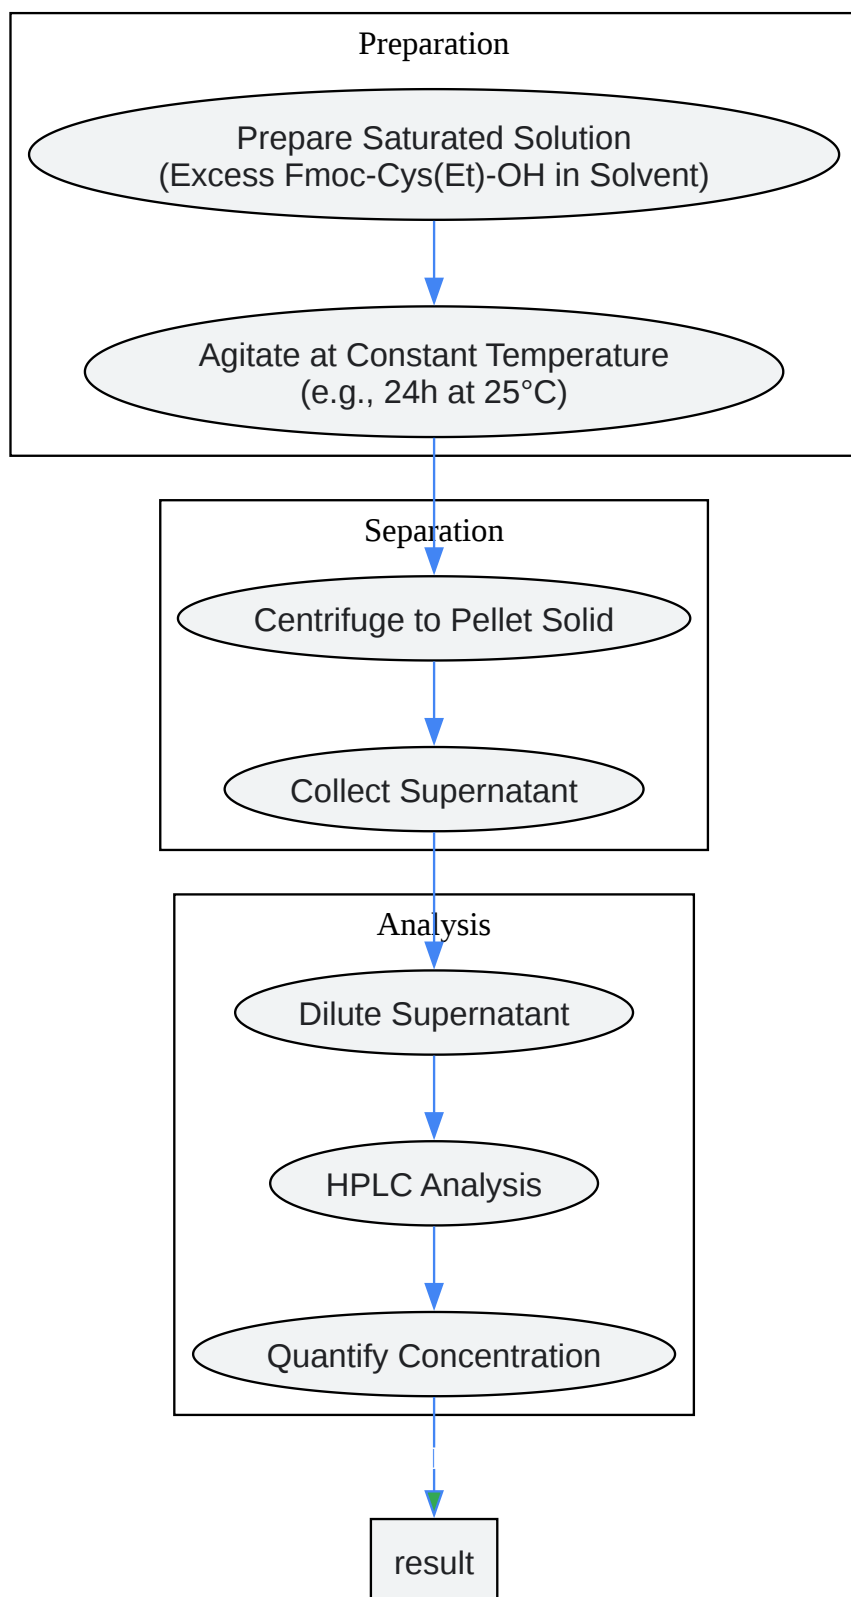 Preparation
Prepare Saturated Solution
(Excess Fmoc-Cys(Et)-OH in Solvent)
Agitate at Constant Temperature
(e.g., 24h at 25°C)
Separation
Centrifuge to Pellet Solid
Collect Supernatant
Analysis
Dilute Supernatant
HPLC Analysis
Quantify Concentration
result